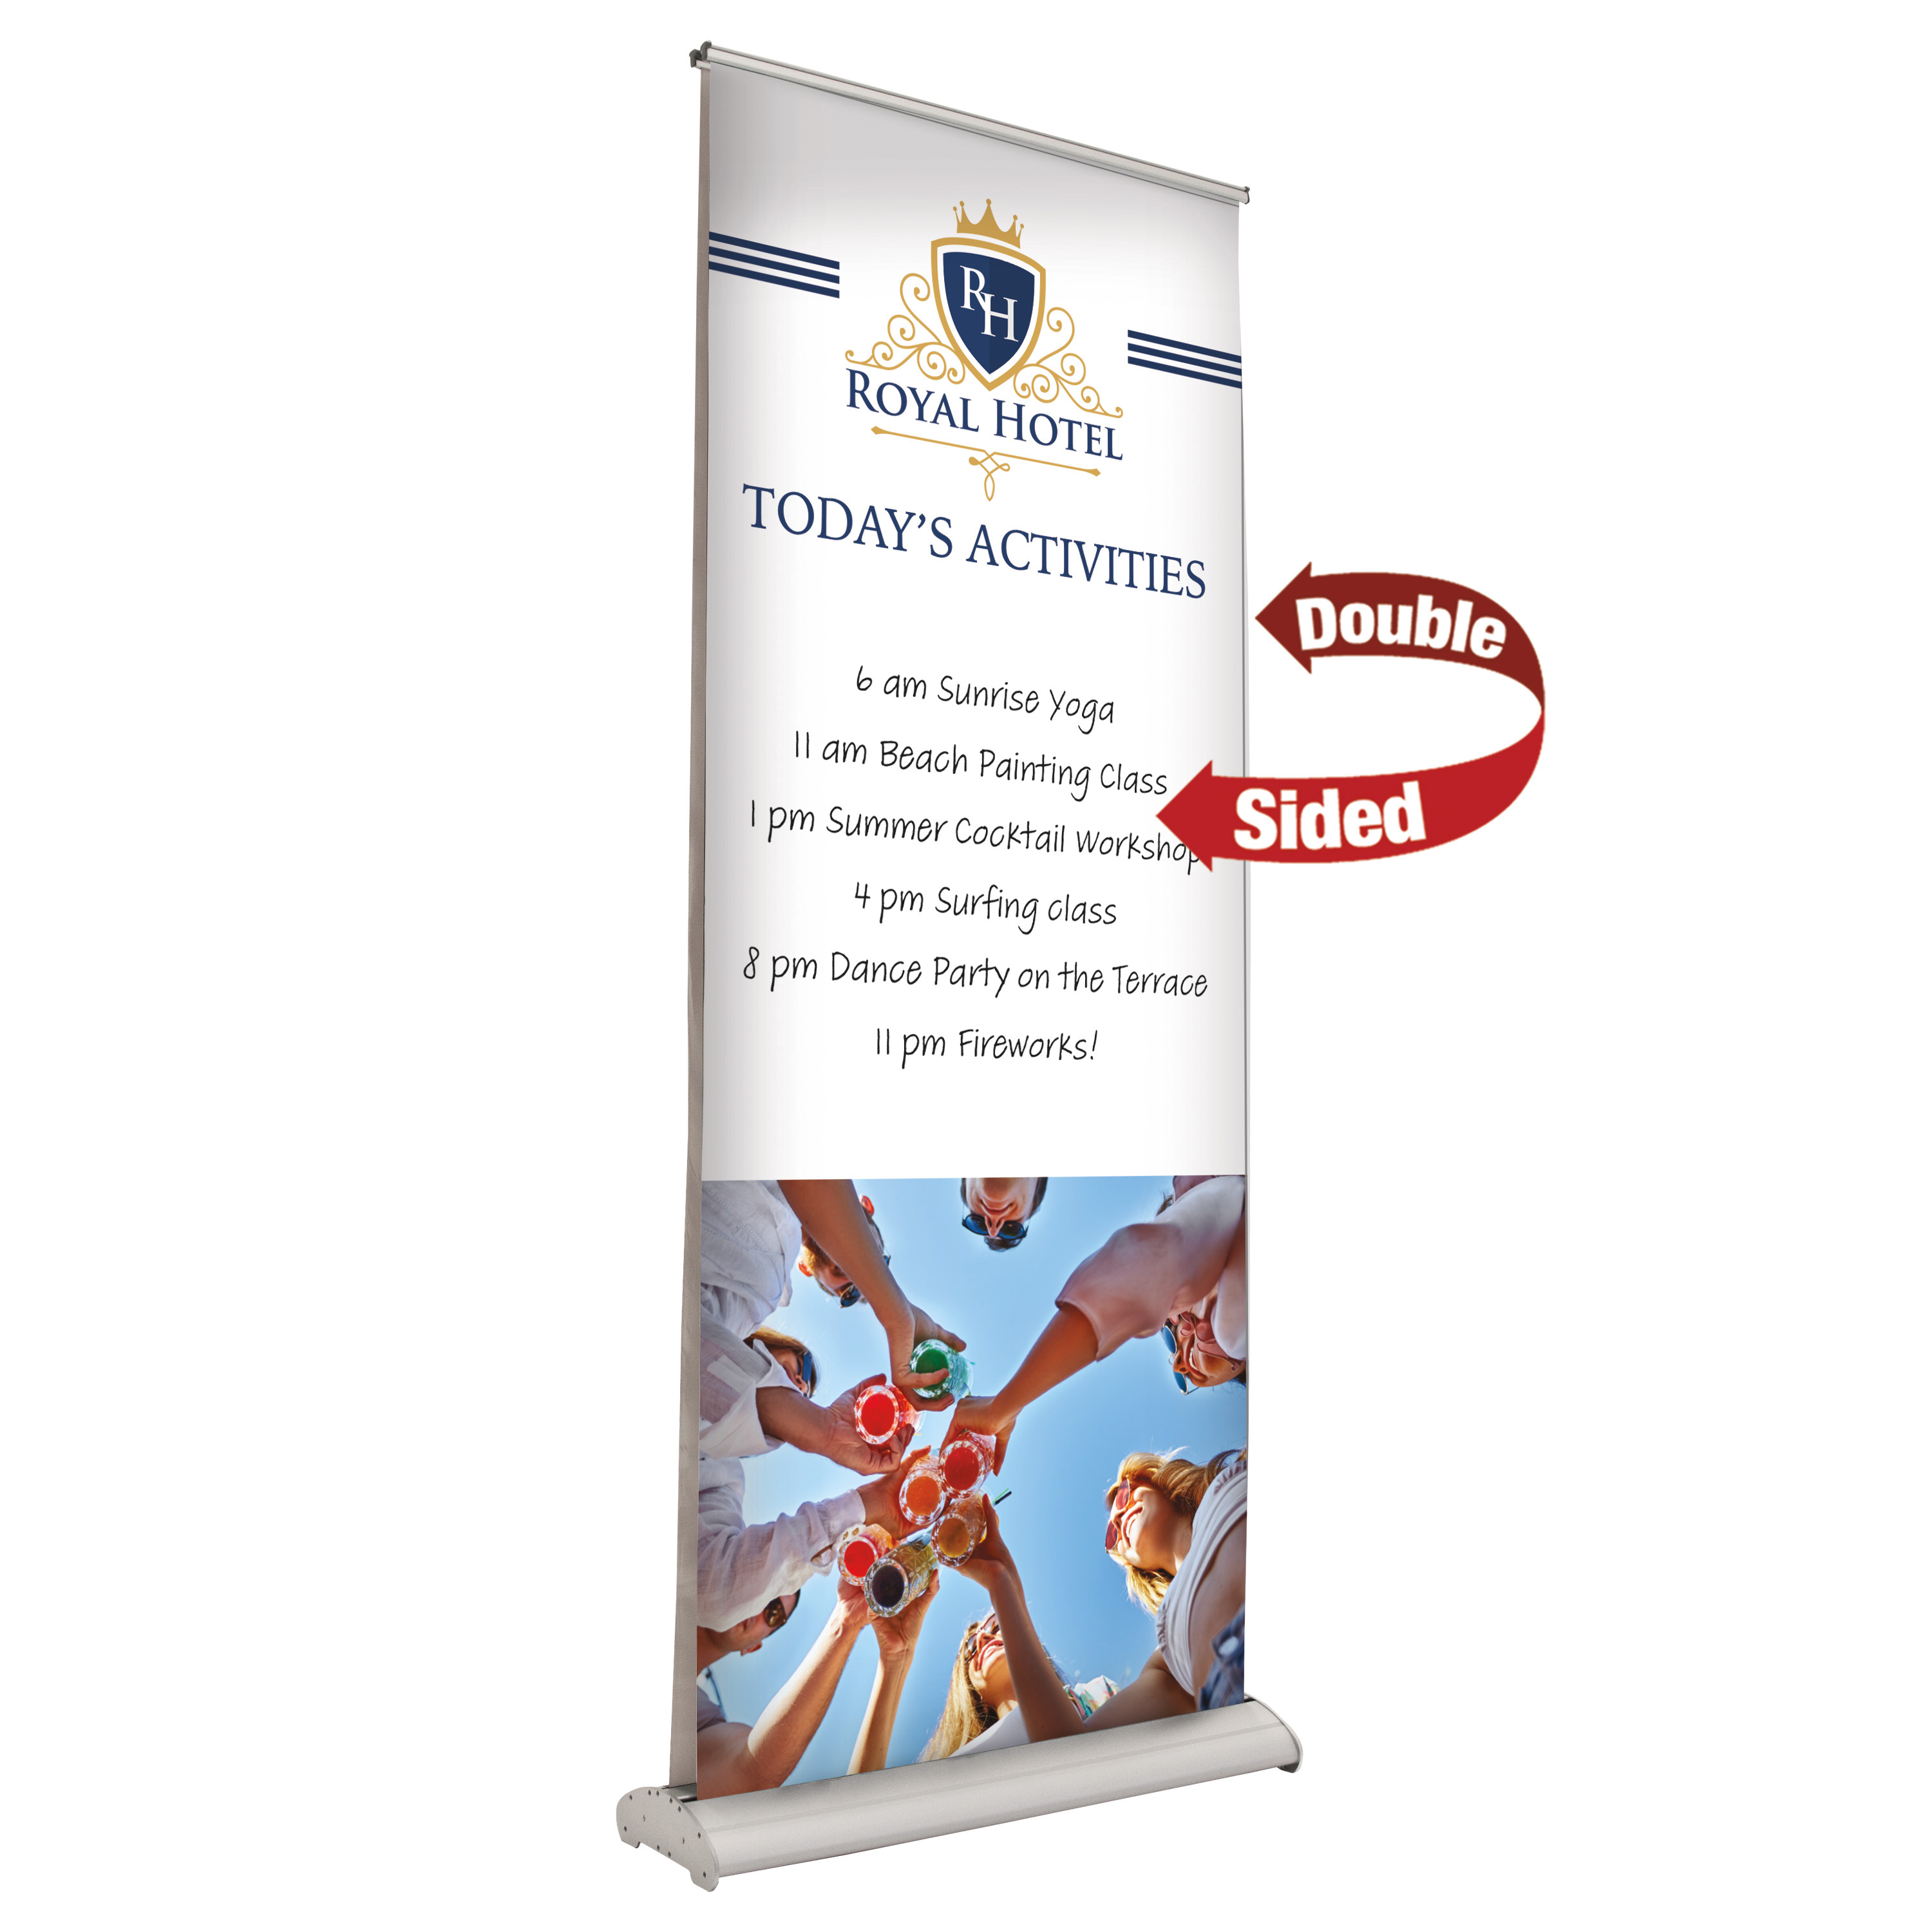 RH
ROYAL HOTEL
TODAY'S ACTIVITIES
6 am Sunrise Yoga
11 am Beach Painting Class
1 pm Summer Cocktail Workshop
4 pm Surfing class
8 pm Dance Party on the Terrace
11 pm Fireworks!
Double
Sided